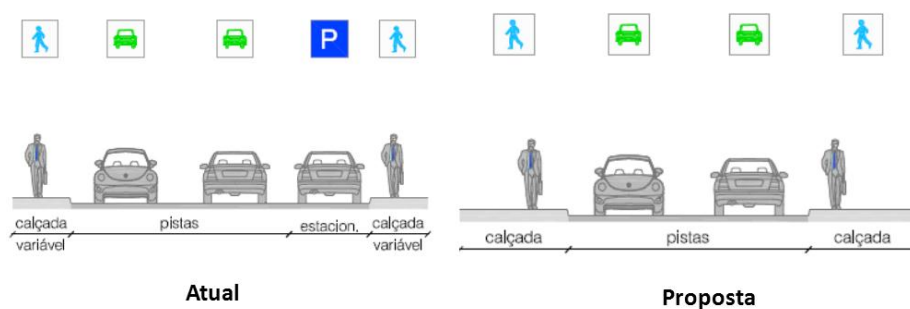 P
calçada
variável
pistas
estacion.
calçada
variável
Atual
calçada
pistas
calçada
Proposta